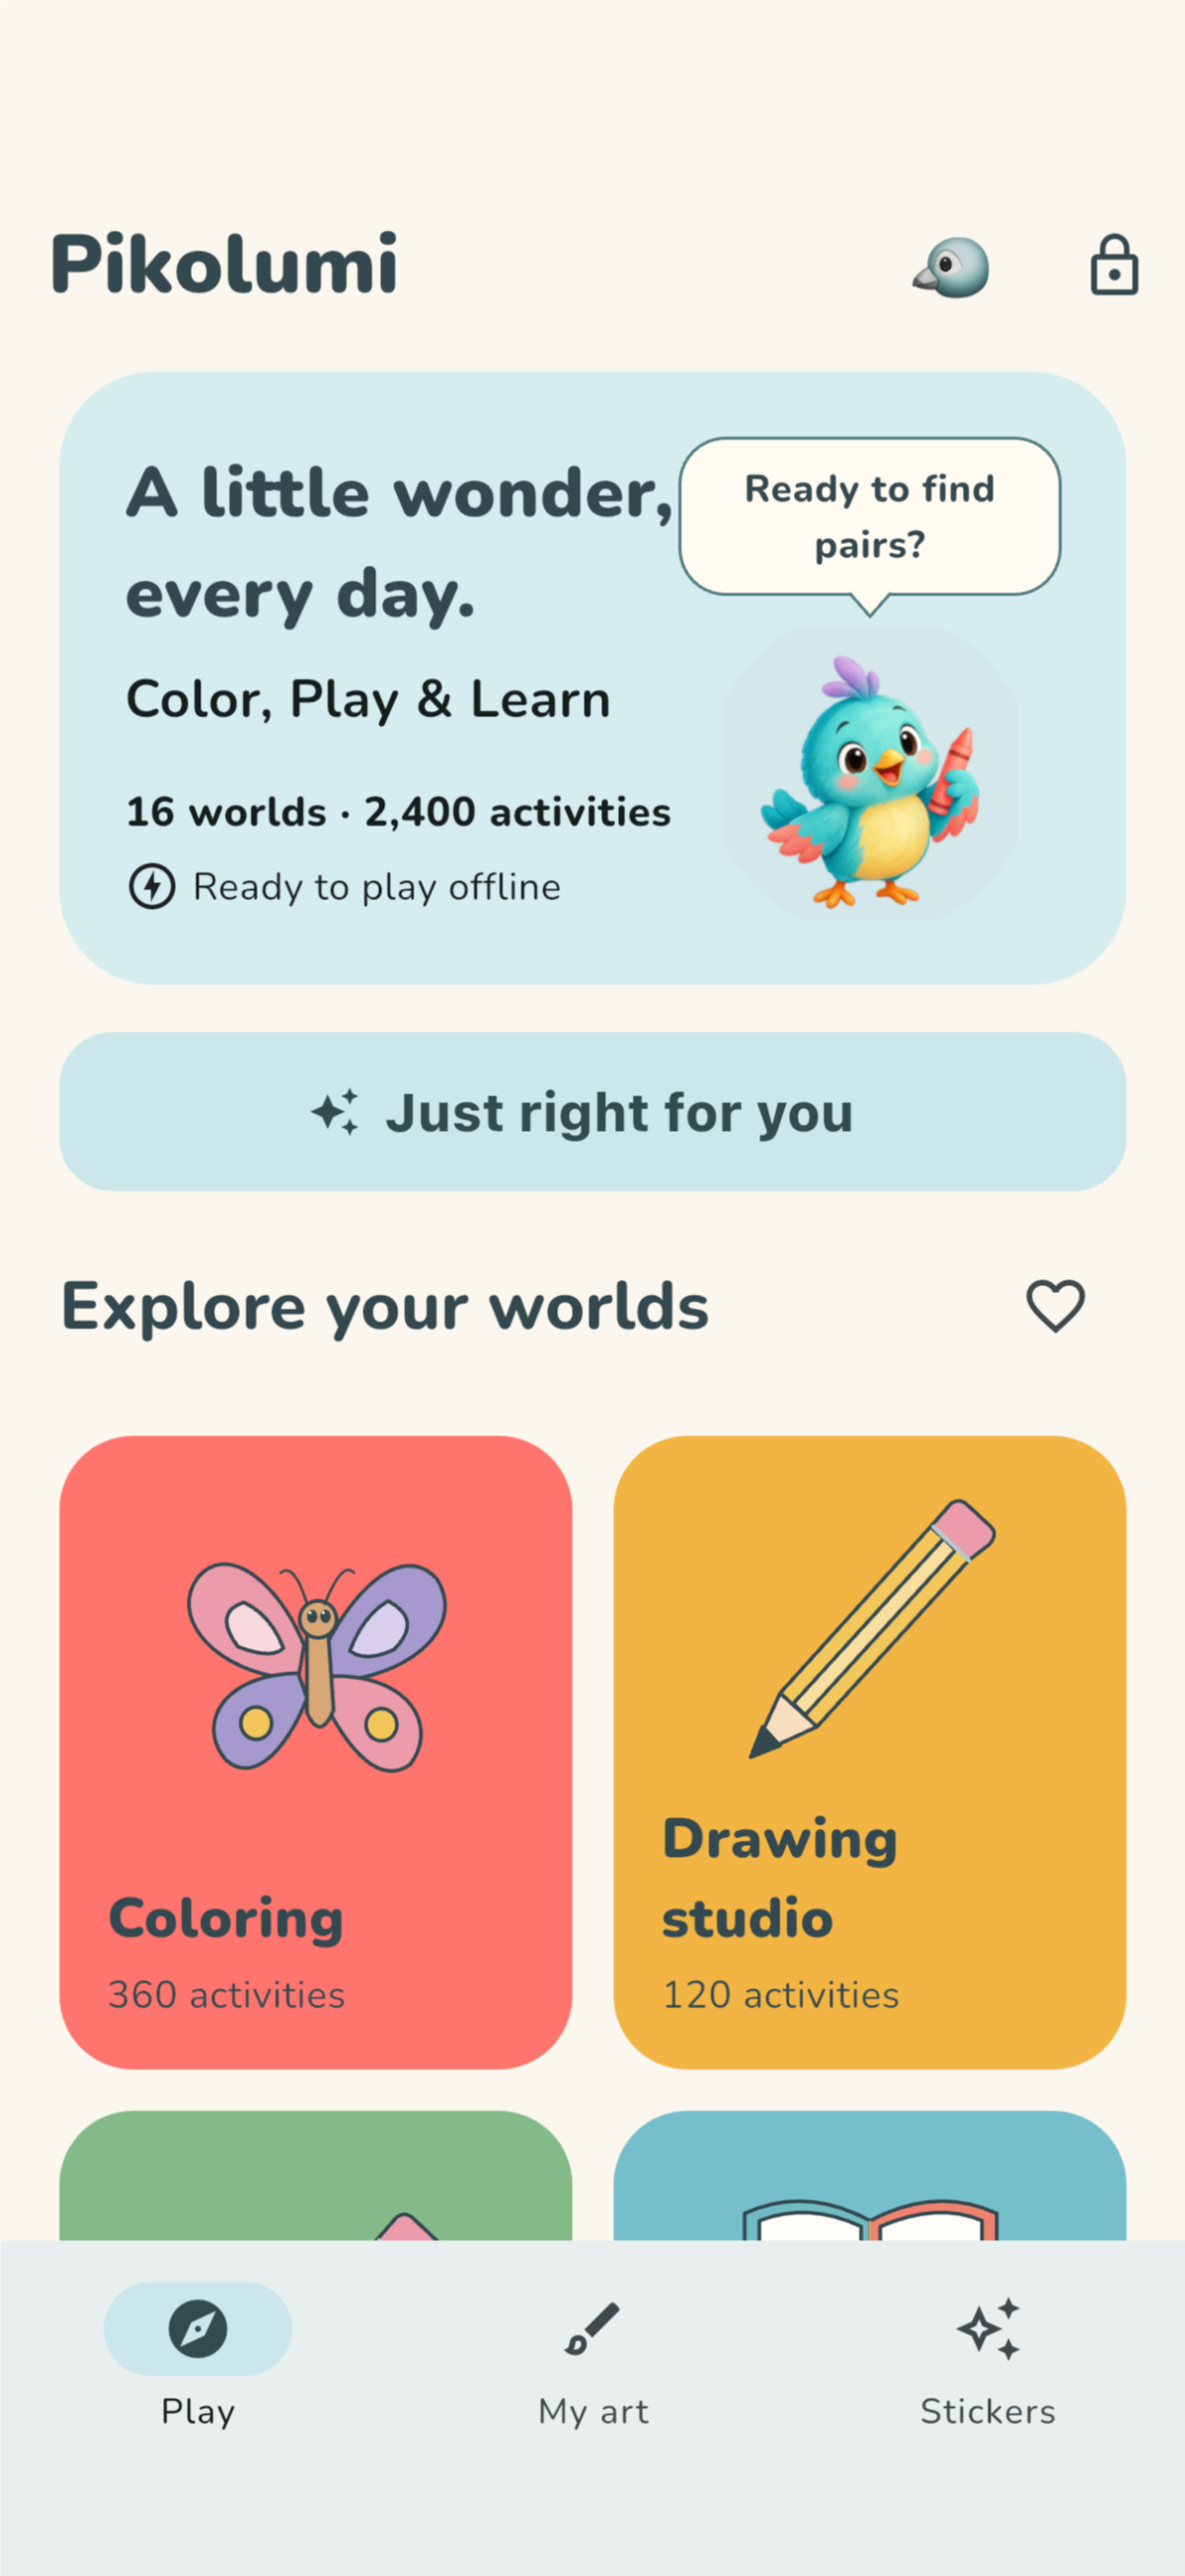 Pikolumi
A little wonder,
every day.
Color, Play & Learn
16 worlds · 2,400 activities
Ready to play offline
Ready to find
pairs?
Just right for you
Explore your worlds
Coloring
360 activities
Drawing
studio
120 activities
Play
My art
Stickers